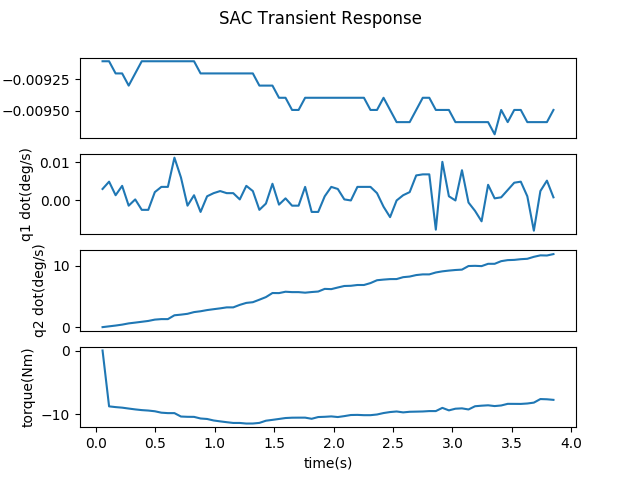 SAC Transient Response
−0.00925
−0.00950
q1 dot(deg/s)
0.01
0.00
q2 dot(deg/s)
10
0
torque(Nm)
0
−10
0.0 0.5 1.0 1.5 2.0 2.5 3.0 3.5 4.0
time(s)